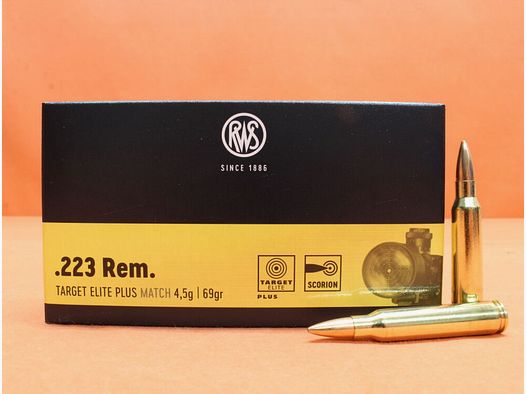 RWS
SINCE 1886
.223 Rem.
TARGET ELITE PLUS MATCH 4,5g | 69gr
TARGET
ELITE
PLUS
SCORION